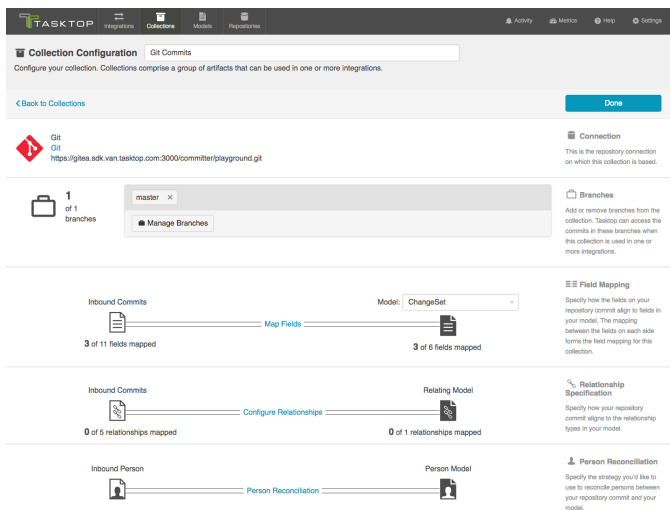 TASKTOP
Integrations
Collections
Models
Repositories
Activity
Metrics
Help
Settings
Collection Configuration
Git Commits
Configure your collection. Collections comprise a group of artifacts that can be used in one or more integrations.
Back to Collections
Done
Git
Git
https://gitea.sdk.van.tasktop.com:3000/committer/playground.git
Connection
This is the repository connection
on which this collection is based.
1
of 1
branches
master ×
Manage Branches
Branches
Add or remove branches from the
collection. Tasktop can access the
commits in these branches when
this collection is used in one or
more integrations.
Inbound Commits
Model: ChangeSet
Map Fields
3 of 11 fields mapped
3 of 6 fields mapped
Field Mapping
Specify how the fields on your
repository commit align to fields in
your model. The mapping
between the fields on each side
forms the field mapping for this
collection.
Inbound Commits
Relating Model
Configure Relationships
0 of 5 relationships mapped
0 of 1 relationships mapped
Relationship
Specification
Specify how your repository
commit aligns to the relationship
types in your model.
Inbound Person
Person Model
Person Reconciliation
Person Reconciliation
Specify the strategy you'd like to
use to reconcile persons between
your repository commit and your
model.